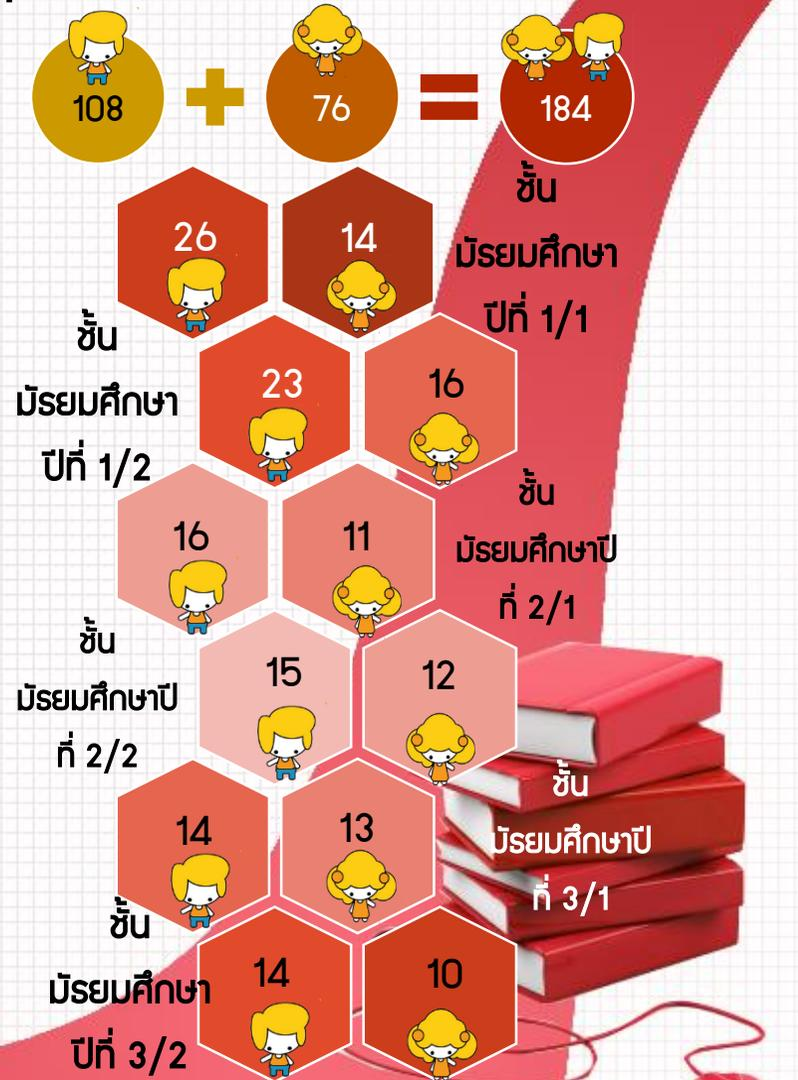 108
76
184
26
14
ชั้น
มัธยมศึกษา
ปีที่ 1/1
23
16
ชั้น
มัธยมศึกษา
ปีที่ 1/2
16
11
ชั้น
มัธยมศึกษาปี
ที่ 2/1
15
12
ชั้น
มัธยมศึกษาปี
ที่ 2/2
14
13
ชั้น
มัธยมศึกษาปี
ที่ 3/1
14
10
ชั้น
มัธยมศึกษา
ปีที่ 3/2